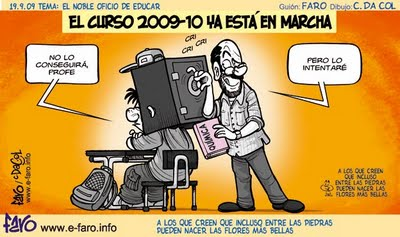 19.9.09 TEMA: EL NOBLE OFICIO DE EDUCAR
Guión: FARO Dibujo: C. DA COL
EL CURSO 2009-10 YA ESTÁ EN MARCHA
CRI
CRI CRI
CRI
NO LO
CONSEGUIRÁ,
PROFE
PERO LO
INTENTARÉ
QUÍMICA
A LOS QUE CREEN
QUE INCLUSO
ENTRE LAS PIEDRAS
PUEDEN NACER LAS
FLORES MÁS BELLAS
FARO/C.DaCol
www.e-faro.info
FARO
www.e-faro.info
A LOS QUE CREEN QUE INCLUSO ENTRE LAS PIEDRAS
PUEDEN NACER LAS FLORES MÁS BELLAS